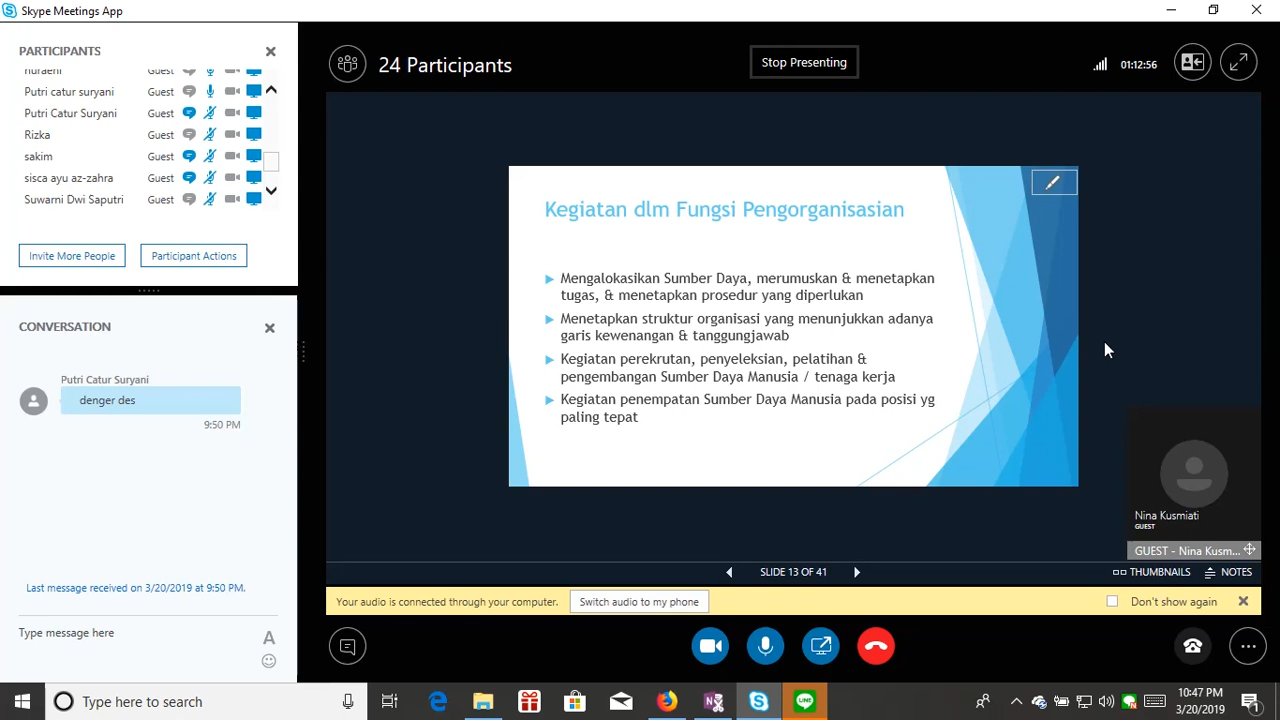 Skype Meetings App
PARTICIPANTS
nuraeni Guest
Putri catur suryani Guest
Putri Catur Suryani Guest
Rizka Guest
sakim Guest
sisca ayu az-zahra Guest
Suwarni Dwi Saputri Guest
Invite More People Participant Actions
CONVERSATION
Putri Catur Suryani
denger des
9:50 PM
Last message received on 3/20/2019 at 9:50 PM.
Type message here
A
24 Participants
Stop Presenting
01:12:56
Kegiatan dlm Fungsi Pengorganisasian
Mengalokasikan Sumber Daya, merumuskan & menetapkan
tugas, & menetapkan prosedur yang diperlukan
Menetapkan struktur organisasi yang menunjukkan adanya
garis kewenangan & tanggungjawab
Kegiatan perekrutan, penyeleksian, pelatihan &
pengembangan Sumber Daya Manusia / tenaga kerja
Kegiatan penempatan Sumber Daya Manusia pada posisi yg
paling tepat
Nina Kusmiati
GUEST
GUEST - Nina Kusm...
SLIDE 13 OF 41
THUMBNAILS NOTES
Your audio is connected through your computer. Switch audio to my phone
Don't show again
Type here to search
LINE
10:47 PM
3/20/2019
1